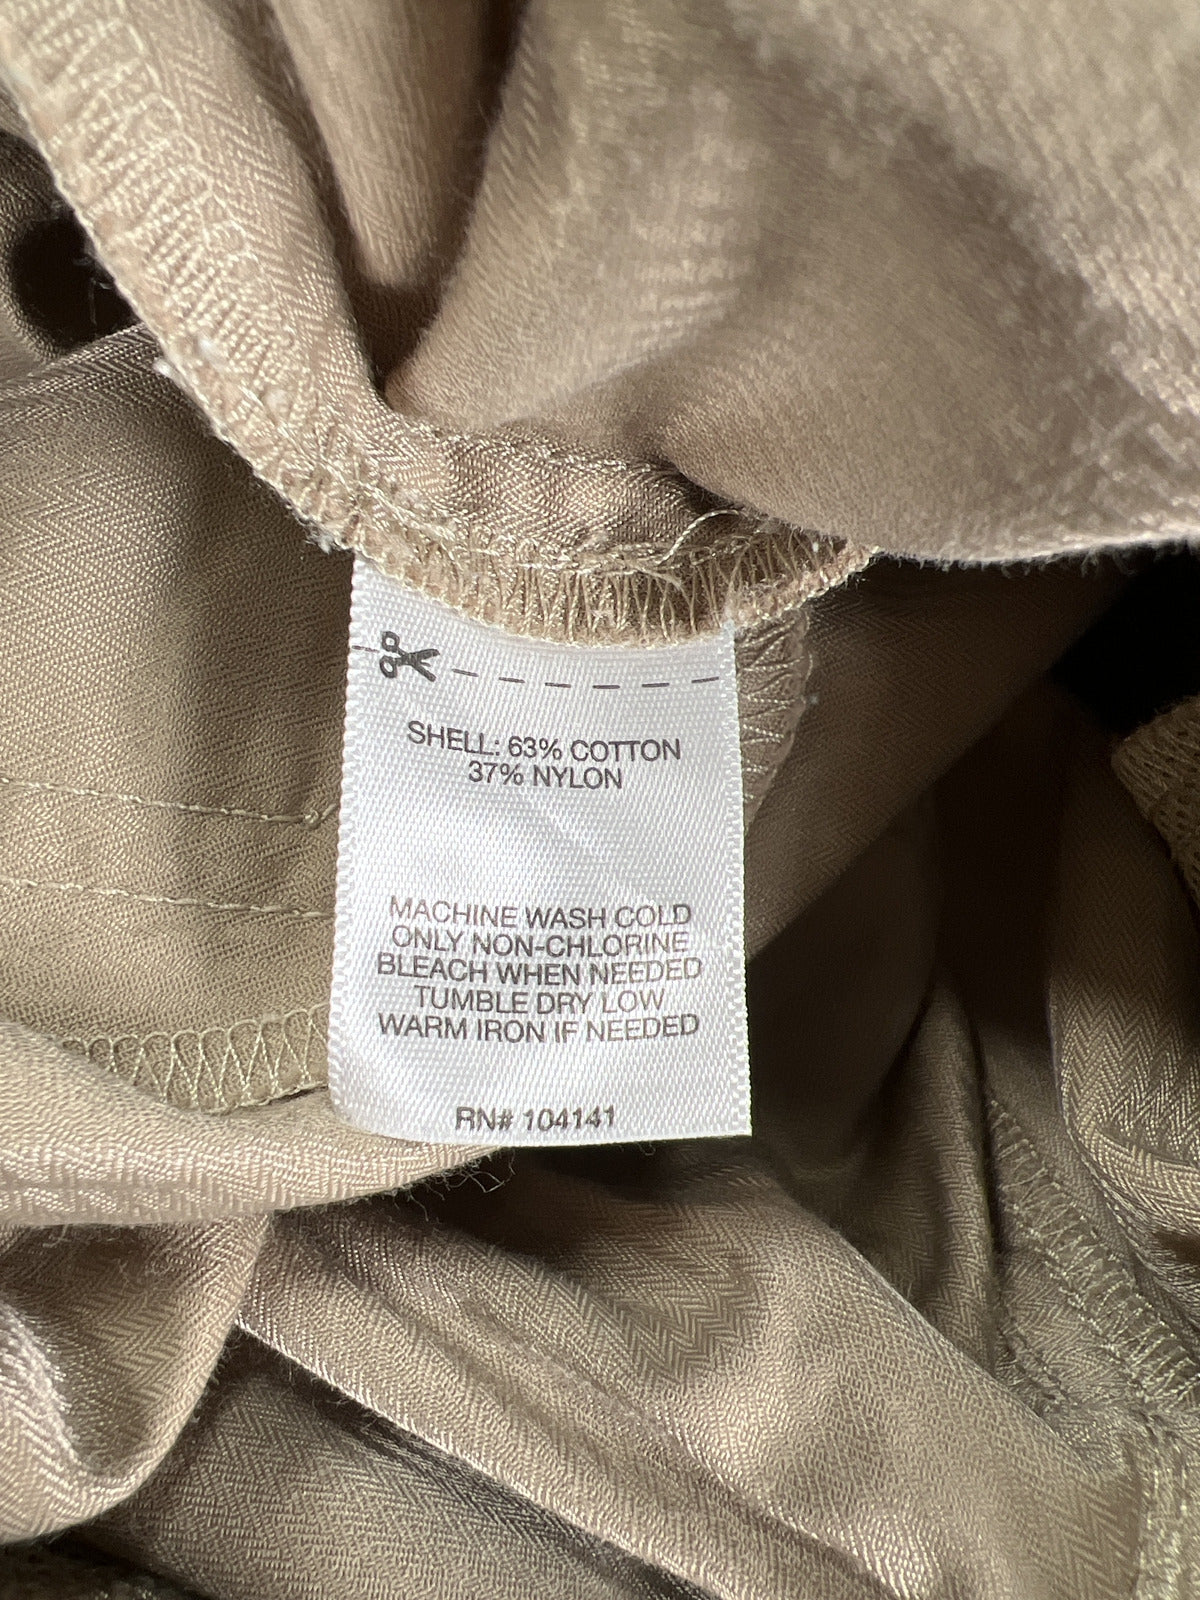 SHELL: 63% COTTON
37% NYLON
MACHINE WASH COLD
ONLY NON-CHLORINE
BLEACH WHEN NEEDED
TUMBLE DRY LOW
WARM IRON IF NEEDED
RN# 104141